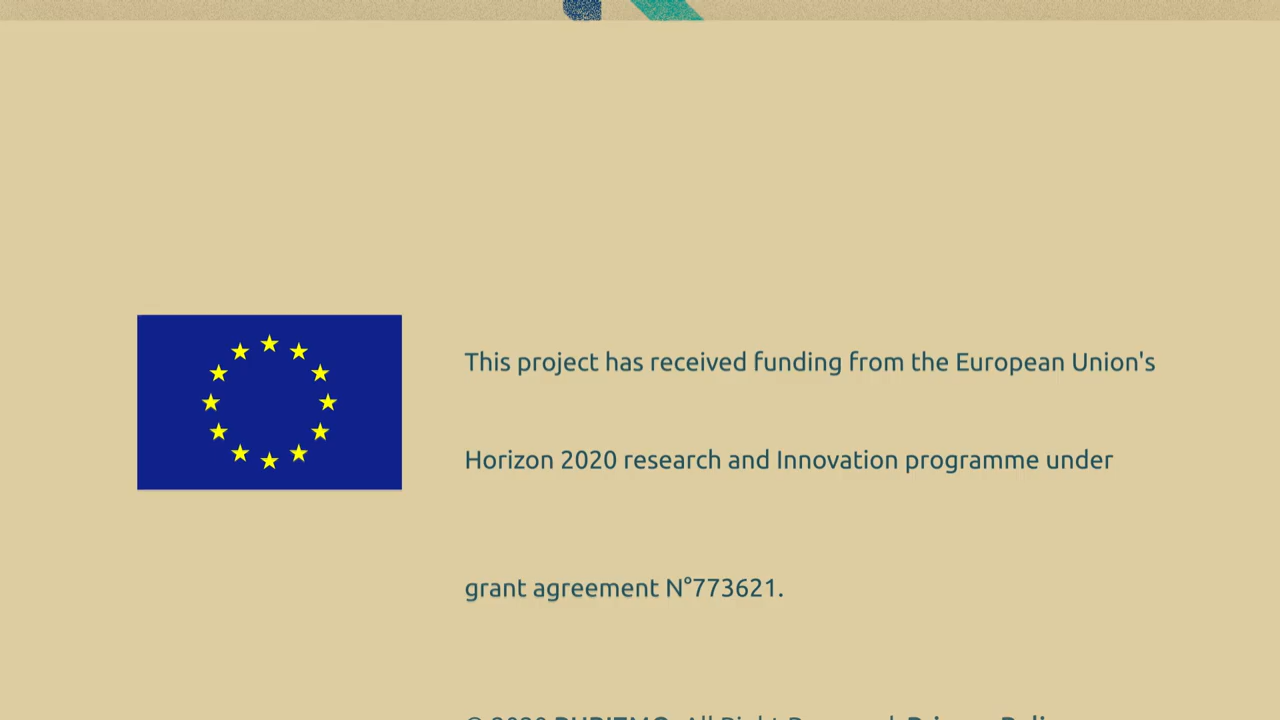 This project has received funding from the European Union's
Horizon 2020 research and Innovation programme under
grant agreement N°773621.